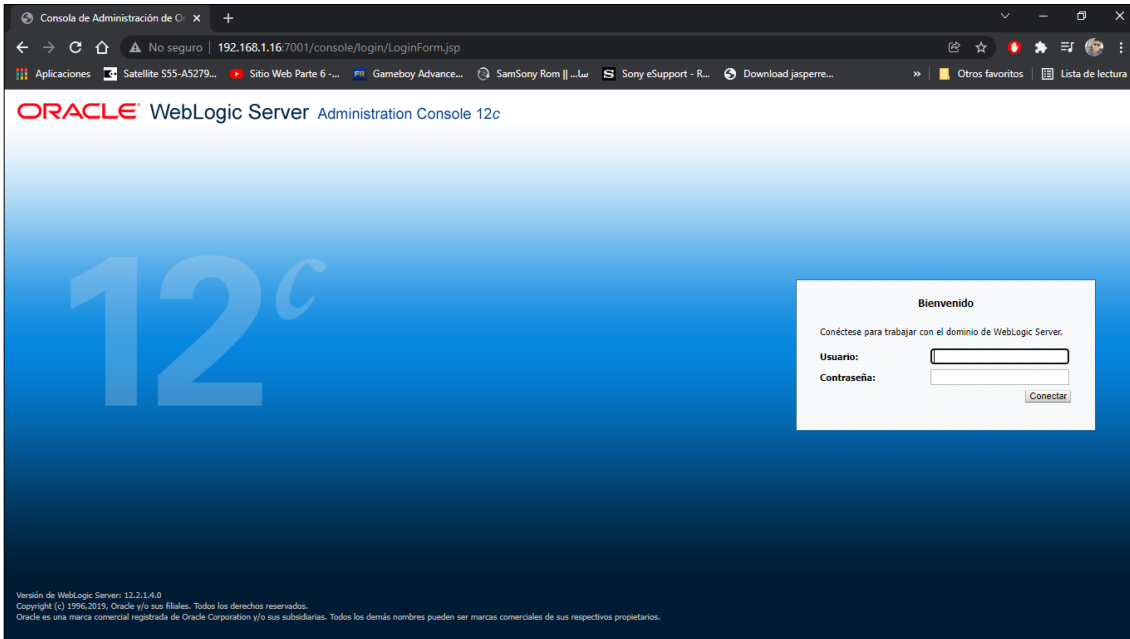 Consola de Administración de Or
No seguro | 192.168.1.16:7001/console/login/LoginForm.jsp
Aplicaciones Satellite S55-A5279... Sitio Web Parte 6 -... Gameboy Advance... SamSony Rom || ...سا Sony eSupport - R... Download jasperre... » Otros favoritos Lista de lectura
ORACLE WebLogic Server Administration Console 12c
12c
Bienvenido
Conéctese para trabajar con el dominio de WebLogic Server.
Usuario:
Contraseña:
Conectar
Versión de WebLogic Server: 12.2.1.4.0
Copyright (c) 1996,2019, Oracle y/o sus filiales. Todos los derechos reservados.
Oracle es una marca comercial registrada de Oracle Corporation y/o sus subsidiarias. Todos los demás nombres pueden ser marcas comerciales de sus respectivos propietarios.